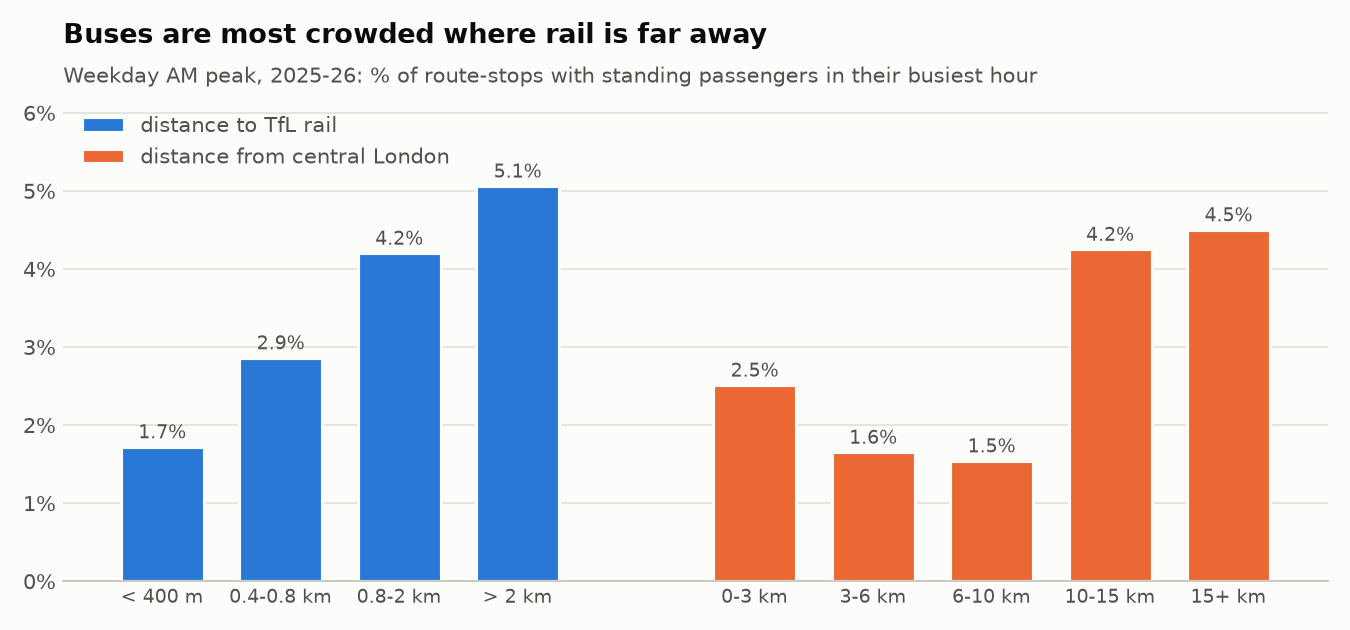 Buses are most crowded where rail is far away
Weekday AM peak, 2025-26: % of route-stops with standing passengers in their busiest hour
6%
5%
4%
3%
2%
1%
0%
distance to TfL rail
distance from central London
1.7%
2.9%
4.2%
5.1%
2.5%
1.6%
1.5%
4.2%
4.5%
< 400 m
0.4-0.8 km
0.8-2 km
> 2 km
0-3 km
3-6 km
6-10 km
10-15 km
15+ km